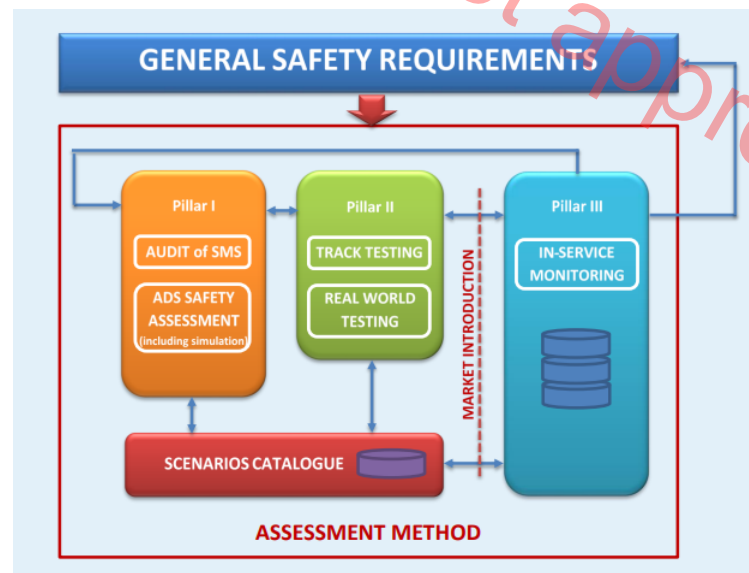 GENERAL SAFETY REQUIREMENTS
Pillar I
AUDIT of SMS
ADS SAFETY
ASSESSMENT
(including simulation)
Pillar II
TRACK TESTING
REAL WORLD
TESTING
MARKET INTRODUCTION
Pillar III
IN-SERVICE
MONITORING
SCENARIOS CATALOGUE
ASSESSMENT METHOD